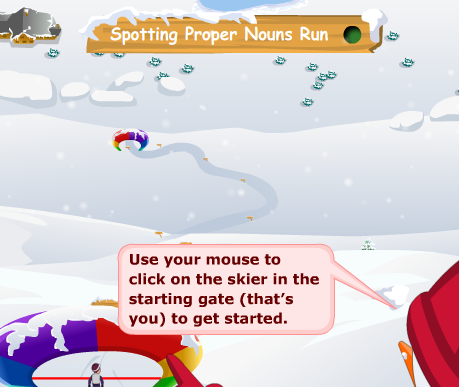 Spotting Proper Nouns Run
Use your mouse to
click on the skier in the
starting gate (that's
you) to get started.